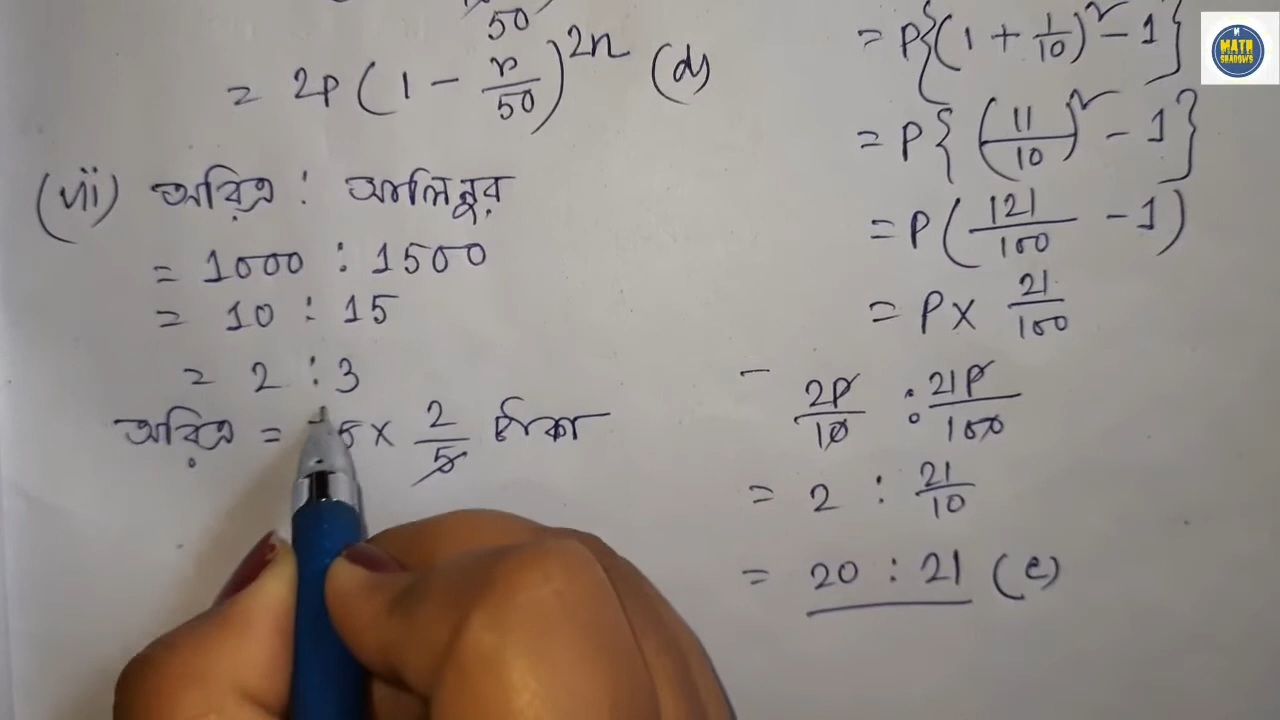 50
= 2P(1 - r/50)^2n (d)
(vii) অরিত্র : আলিনুর
= 1000 : 1500
= 10 : 15
= 2 : 3
অরিত্র = 5 × 2/5 টাকা
= P{(1 + 1/10)^2 - 1}
= P{(11/10)^2 - 1}
= P(121/100 - 1)
= P × 21/100
2P/10 : 21P/100
= 2 : 21/10
= 20 : 21 (c)
M
MATH
SHADOWS